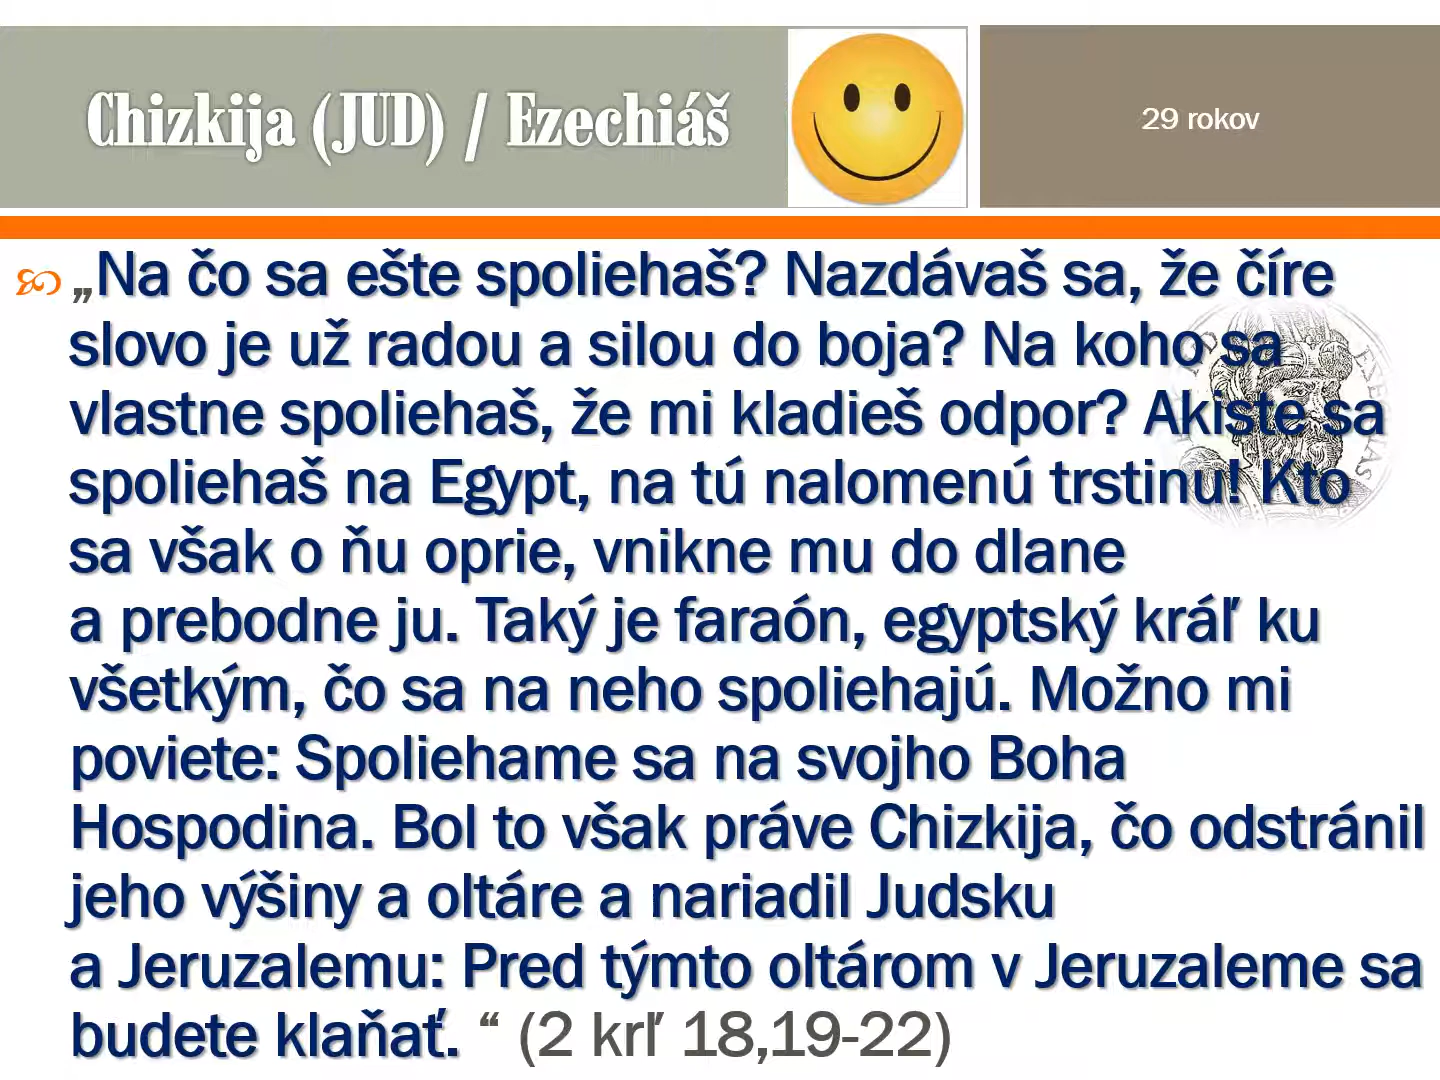 Chizkija (JUD) / Ezechiáš
29 rokov
„Na čo sa ešte spoliehaš? Nazdávaš sa, že číre
slovo je už radou a silou do boja? Na koho sa
vlastne spoliehaš, že mi kladieš odpor? Akiste sa
spoliehaš na Egypt, na tú nalomenú trstinu! Kto
sa však o ňu oprie, vnikne mu do dlane
a prebodne ju. Taký je faraón, egyptský kráľ ku
všetkým, čo sa na neho spoliehajú. Možno mi
poviete: Spoliehame sa na svojho Boha
Hospodina. Bol to však práve Chizkija, čo odstránil
jeho výšiny a oltáre a nariadil Judsku
a Jeruzalemu: Pred týmto oltárom v Jeruzaleme sa
budete klaňať. “ (2 krľ 18,19-22)